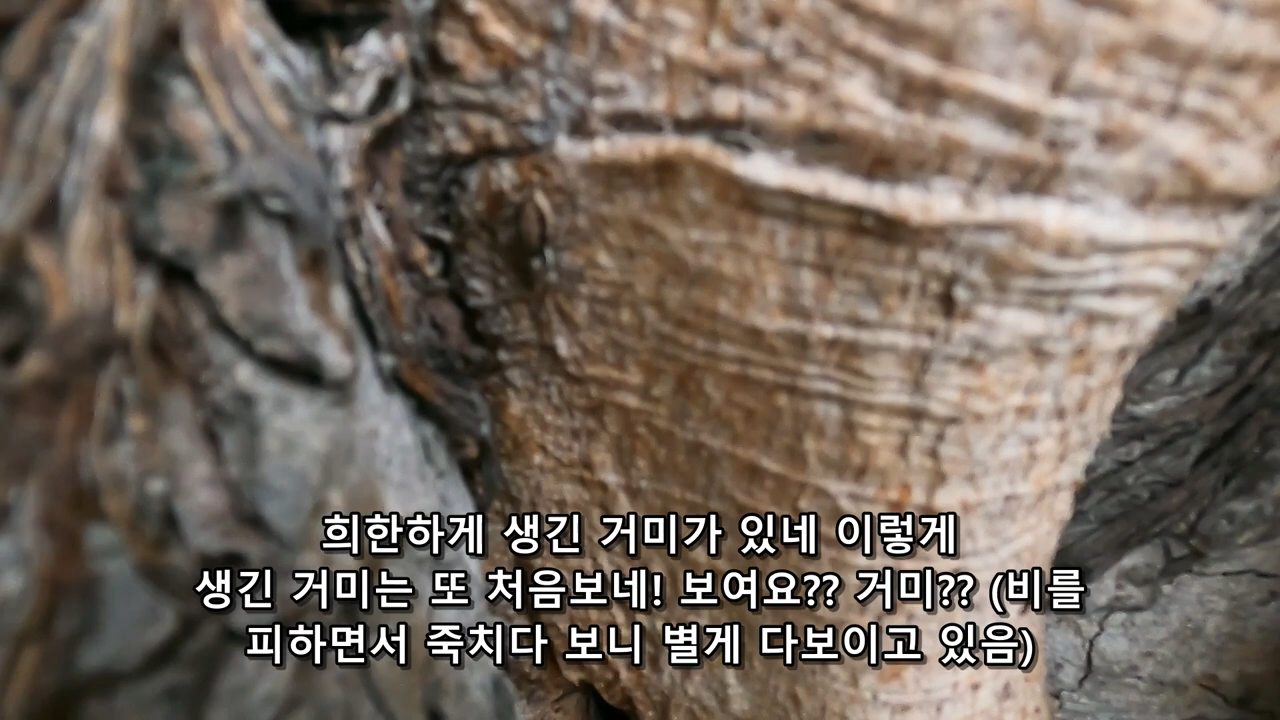 희한하게 생긴 거미가 있네 이렇게
생긴 거미는 또 처음보네! 보여요?? 거미?? (비를
피하면서 죽치다 보니 별게 다보이고 있음)